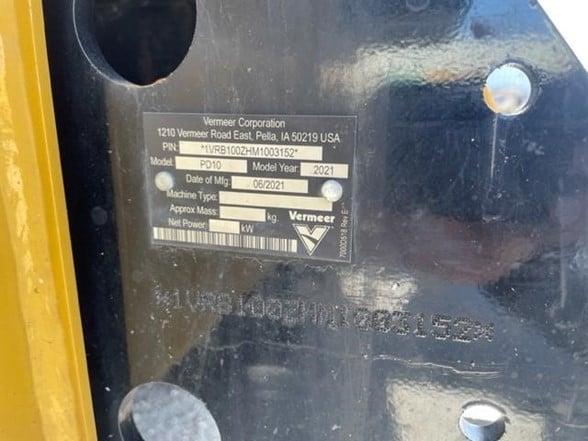 Vermeer Corporation
1210 Vermeer Road East, Pella, IA 50219 USA
PIN: *1VRB100ZHM1003152*
Model: PD10 Model Year: 2021
Date of Mfg: 06/2021
Machine Type:
Approx Mass: kg.
Net Power: kW
Vermeer
*1VRB100ZHM1003152*